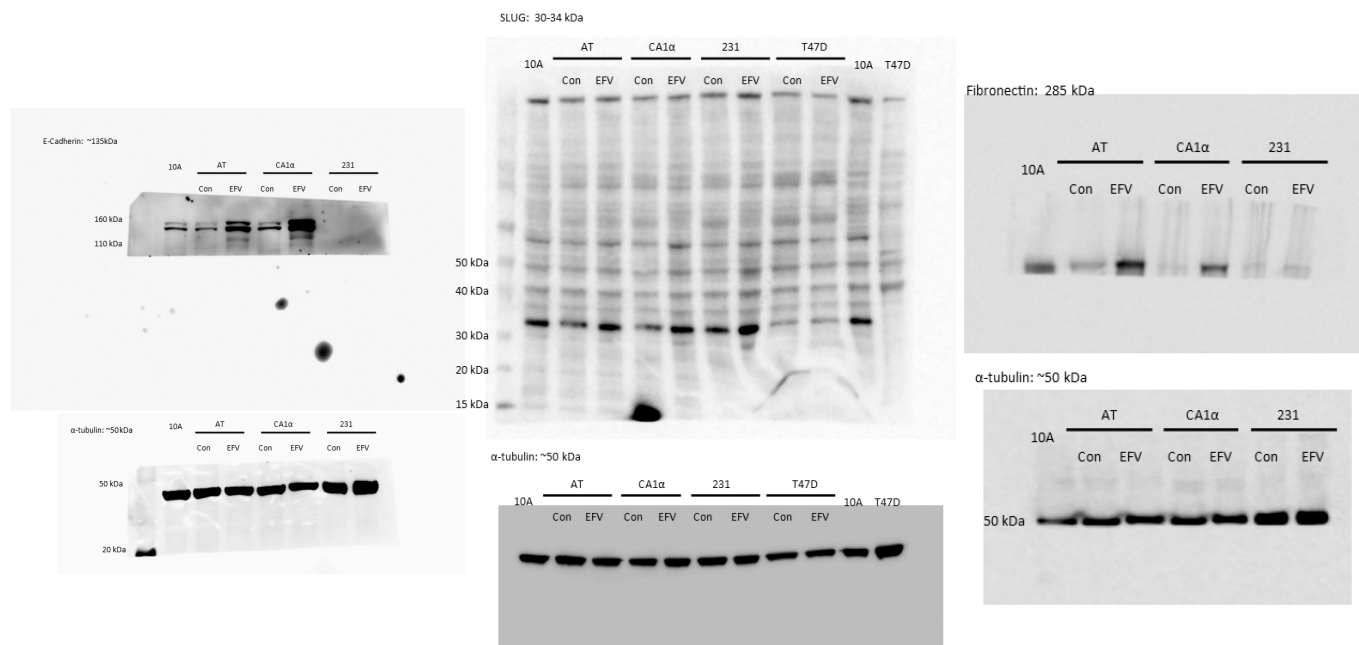 E-Cadherin: ~135kDa
10A AT CA1α 231
Con EFV Con EFV Con EFV
160 kDa
110 kDa
α-tubulin: ~50kDa
10A AT CA1α 231
Con EFV Con EFV Con EFV
50 kDa
20 kDa
SLUG: 30-34 kDa
10A AT CA1α 231 T47D 10A T47D
Con EFV Con EFV Con EFV Con EFV
50 kDa
40 kDa
30 kDa
20 kDa
15 kDa
α-tubulin: ~50 kDa
10A AT CA1α 231 T47D 10A T47D
Con EFV Con EFV Con EFV Con EFV
Fibronectin: 285 kDa
10A AT CA1α 231
Con EFV Con EFV Con EFV
α-tubulin: ~50 kDa
10A AT CA1α 231
Con EFV Con EFV Con EFV
50 kDa